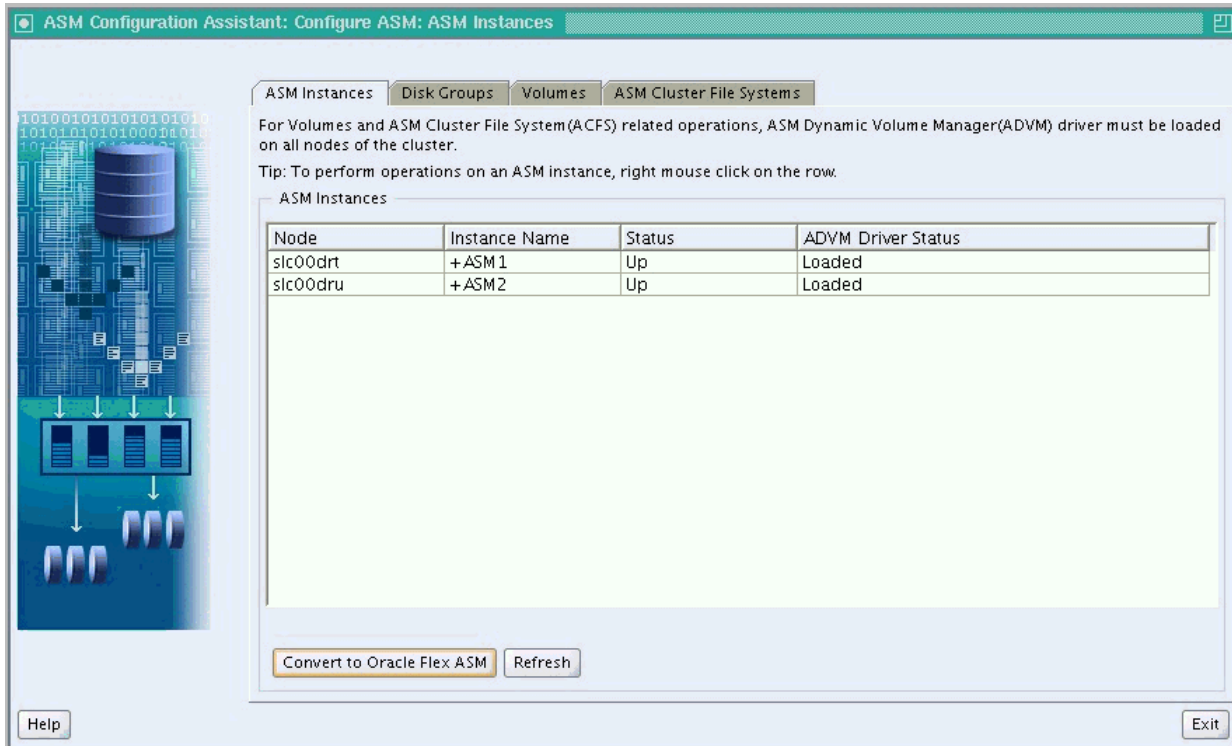 ASM Configuration Assistant: Configure ASM: ASM Instances
ASM Instances Disk Groups Volumes ASM Cluster File Systems
For Volumes and ASM Cluster File System(ACFS) related operations, ASM Dynamic Volume Manager(ADVM) driver must be loaded
on all nodes of the cluster.
Tip: To perform operations on an ASM instance, right mouse click on the row.
ASM Instances
Node Instance Name Status ADVM Driver Status
slc00drt +ASM1 Up Loaded
slc00dru +ASM2 Up Loaded
Convert to Oracle Flex ASM Refresh
Help Exit